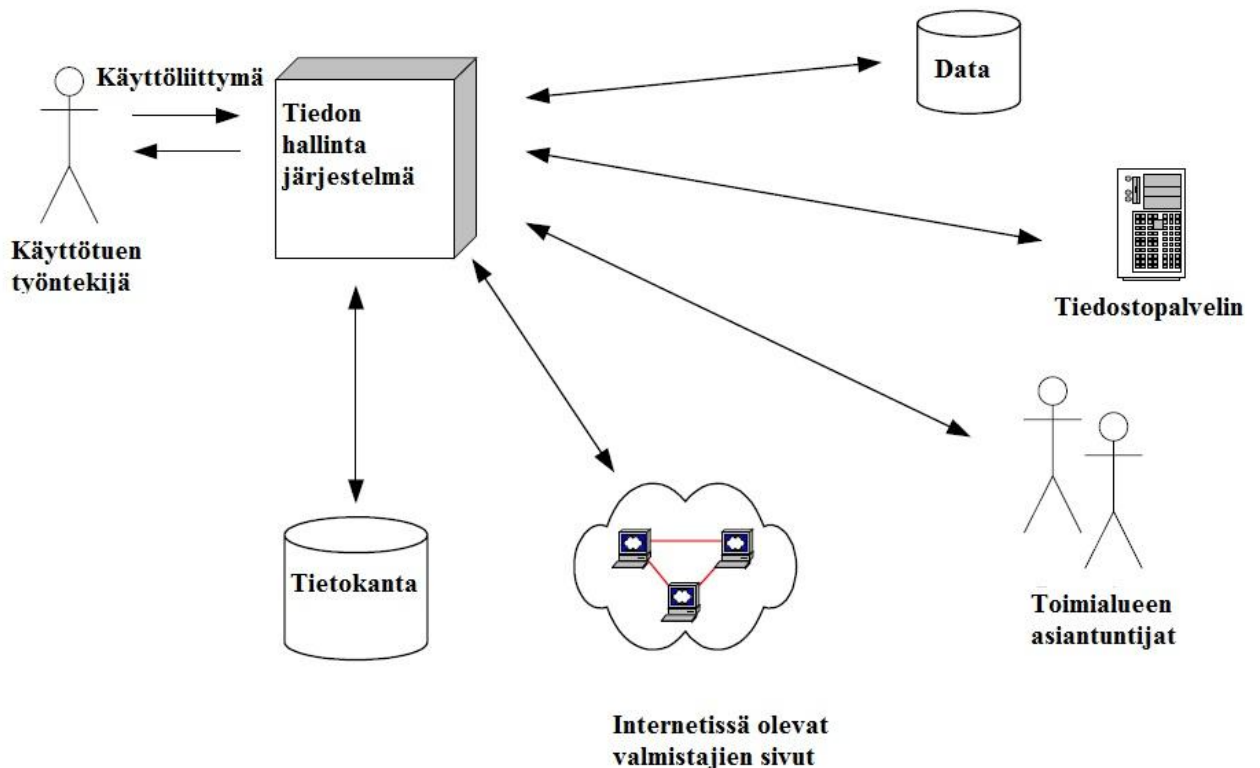 Käyttöliittymä
Tiedon
hallinta
järjestelmä
Data
Käyttötuen
työntekijä
Tiedostopalvelin
Tietokanta
Toimialueen
asiantuntijat
Internetissä olevat
valmistajien sivut